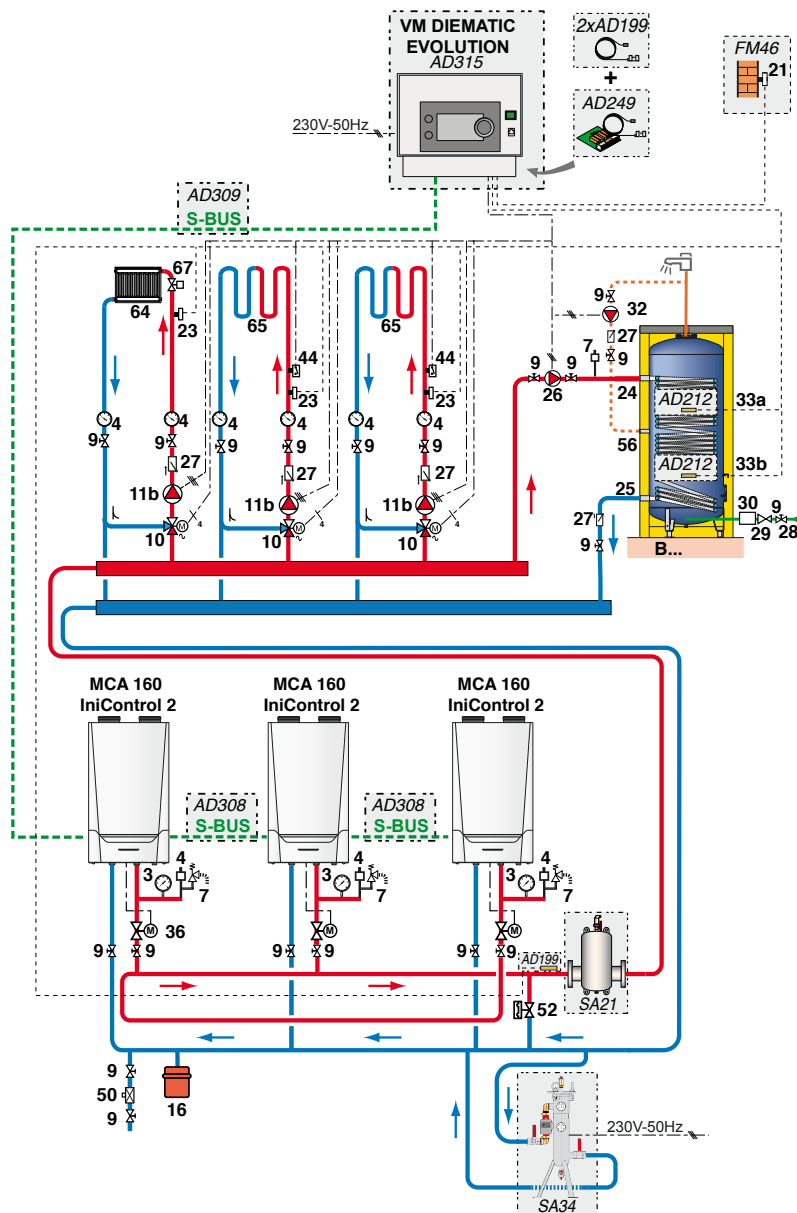 VM DIEMATIC
EVOLUTION
AD315
2xAD199
+
AD249
FM46
21
230V-50Hz
AD309
S-BUS
67
64
23
65
44
23
65
44
23
9
32
27
9
7
9
9
26
24
AD212
33a
56
AD212
33b
25
4
4
4
4
4
4
9
9
9
9
9
9
27
27
27
11b
11b
11b
10
M
4
10
M
4
10
M
4
27
9
30
29
9
28
B...
MCA 160
IniControl 2
MCA 160
IniControl 2
MCA 160
IniControl 2
AD308
S-BUS
AD308
S-BUS
3
4
7
3
4
7
3
4
7
M
36
M
M
9
9
9
9
9
9
AD199
SA21
52
9
50
9
16
230V-50Hz
SA34